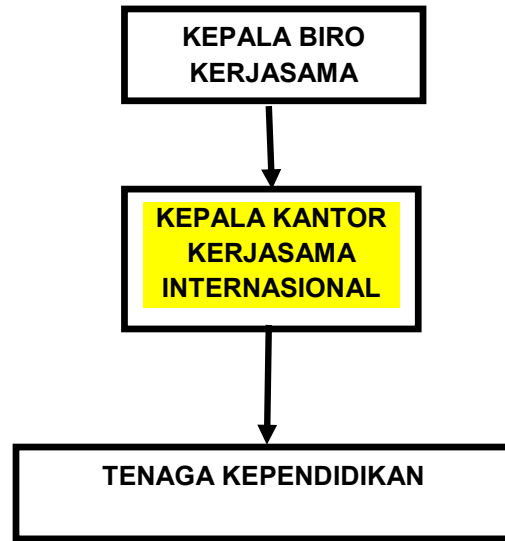 KEPALA BIRO
KERJASAMA
KEPALA KANTOR
KERJASAMA
INTERNASIONAL
TENAGA KEPENDIDIKAN